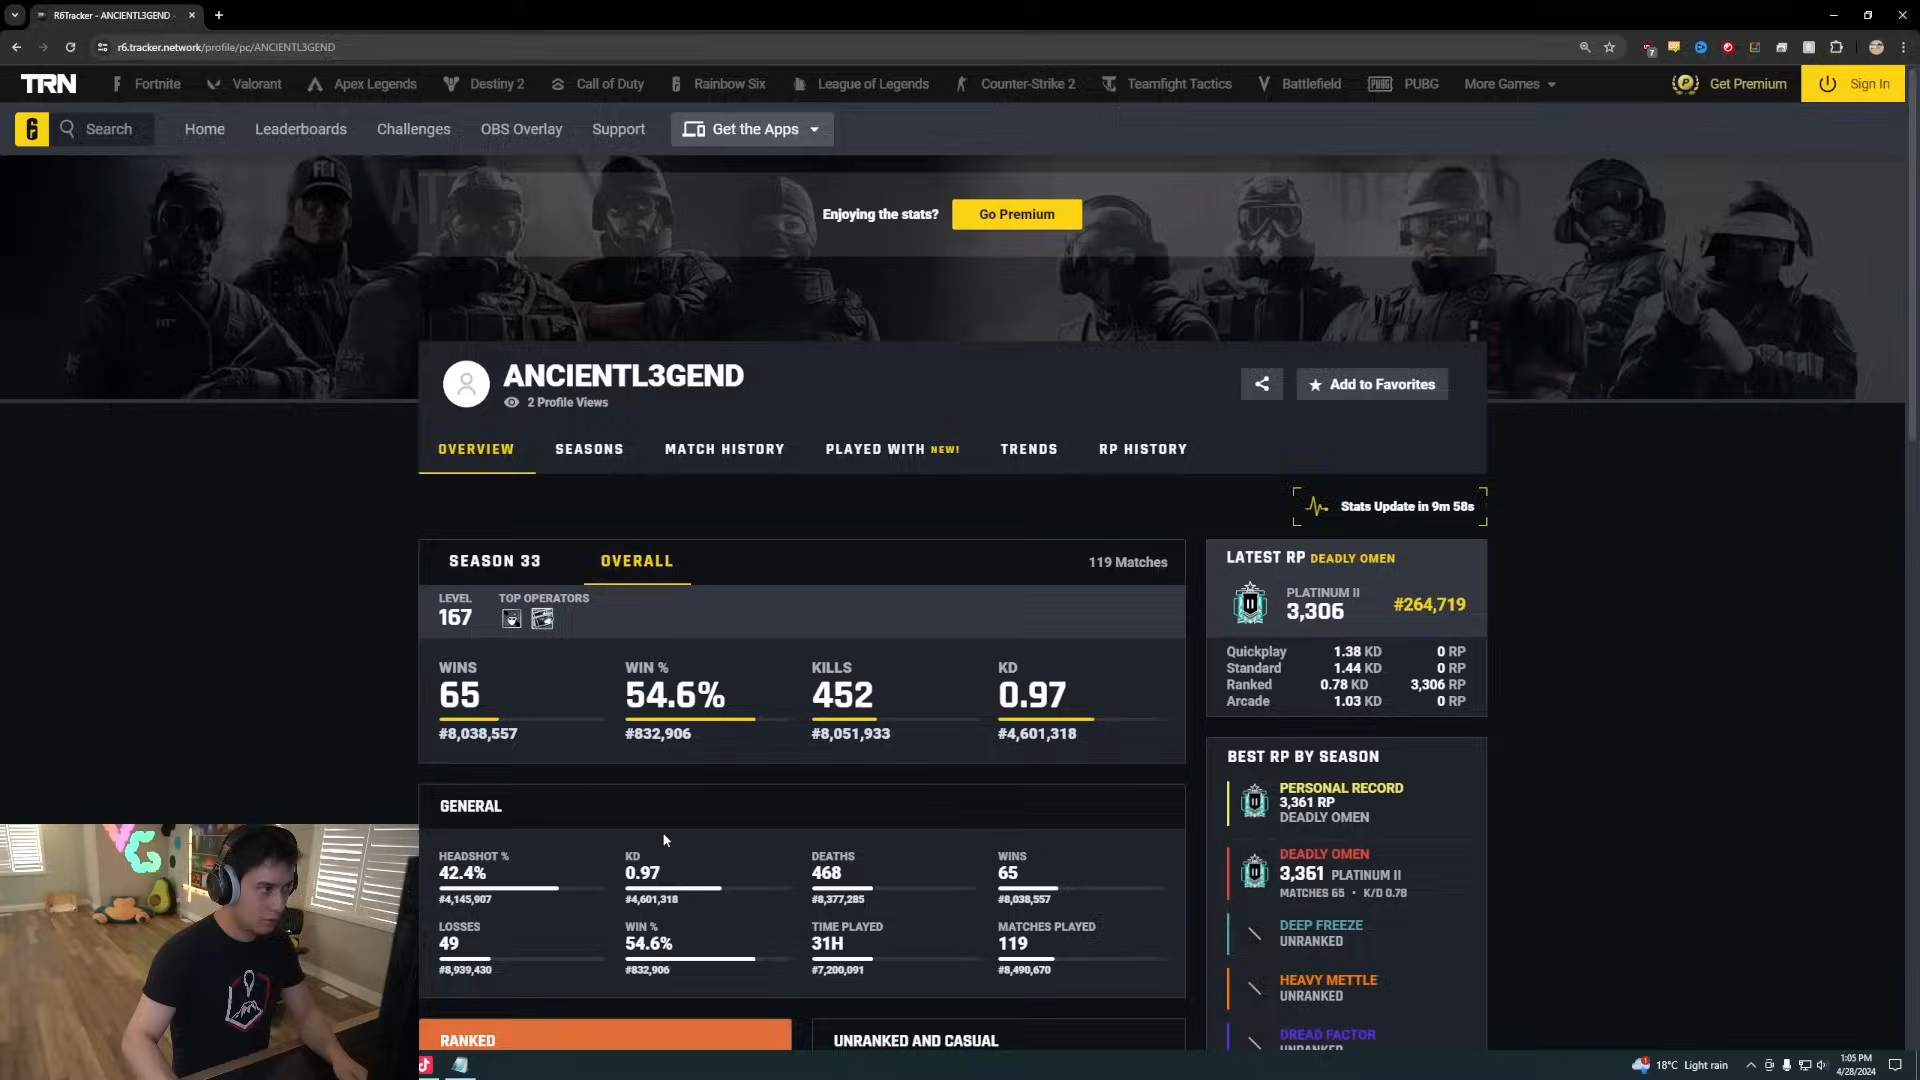 R6Tracker - ANCIENTL3GEND -
r6.tracker.network/profile/pc/ANCIENTL3GEND
7
TRN Fortnite Valorant Apex Legends Destiny 2 Call of Duty Rainbow Six League of Legends Counter-Strike 2 Teamfight Tactics Battlefield PUBG PUBG More Games Get Premium Sign In
6 Search Home Leaderboards Challenges OBS Overlay Support Get the Apps
FBI
Enjoying the stats? Go Premium
ANCIENTL3GEND
2 Profile Views
Add to Favorites
OVERVIEW SEASONS MATCH HISTORY PLAYED WITH NEW! TRENDS RP HISTORY
Stats Update in 9m 58s
SEASON 33 OVERALL 119 Matches
LEVEL TOP OPERATORS
167
WINS WIN % KILLS KD
65 54.6% 452 0.97
#8,038,557 #832,906 #8,051,933 #4,601,318
GENERAL
HEADSHOT % KD DEATHS WINS
42.4% 0.97 468 65
#4,145,907 #4,601,318 #8,377,285 #8,038,557
LOSSES WIN % TIME PLAYED MATCHES PLAYED
49 54.6% 31H 119
#8,939,430 #832,906 #7,200,091 #8,490,670
RANKED UNRANKED AND CASUAL
LATEST RP DEADLY OMEN
PLATINUM II
3,306 #264,719
Quickplay 1.38 KD 0 RP
Standard 1.44 KD 0 RP
Ranked 0.78 KD 3,306 RP
Arcade 1.03 KD 0 RP
BEST RP BY SEASON
PERSONAL RECORD
3,361 RP
DEADLY OMEN
DEADLY OMEN
3,361 PLATINUM II
MATCHES 65 • K/D 0.78
DEEP FREEZE
UNRANKED
HEAVY METTLE
UNRANKED
DREAD FACTOR
UNRANKED
18°C Light rain
1:05 PM
4/28/2024